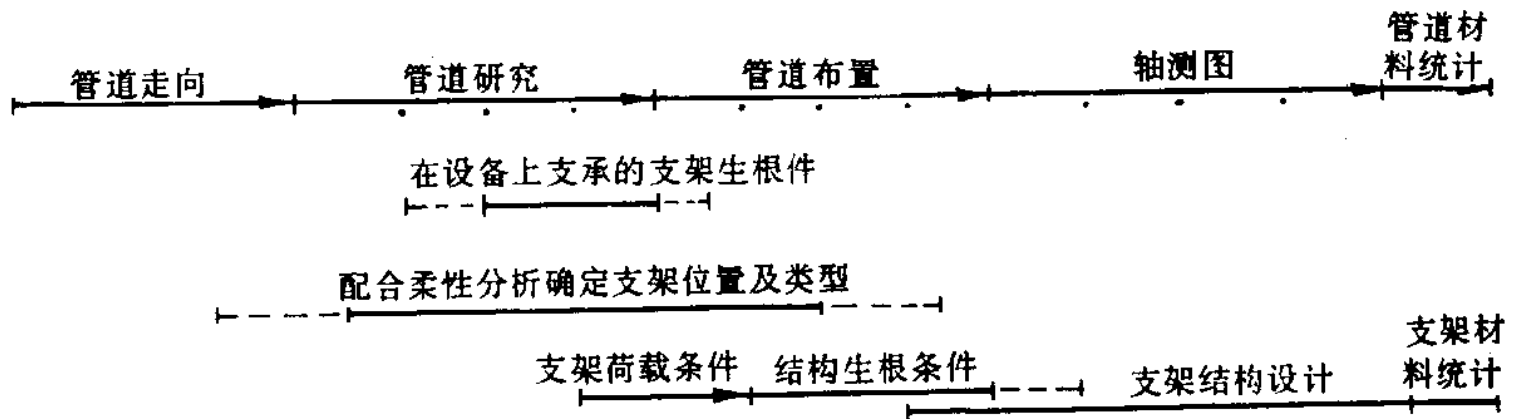 管道走向
管道研究
管道布置
轴测图
管道材
料统计
在设备上支承的支架生根件
配合柔性分析确定支架位置及类型
支架荷载条件
结构生根条件
支架结构设计
支架材
料统计